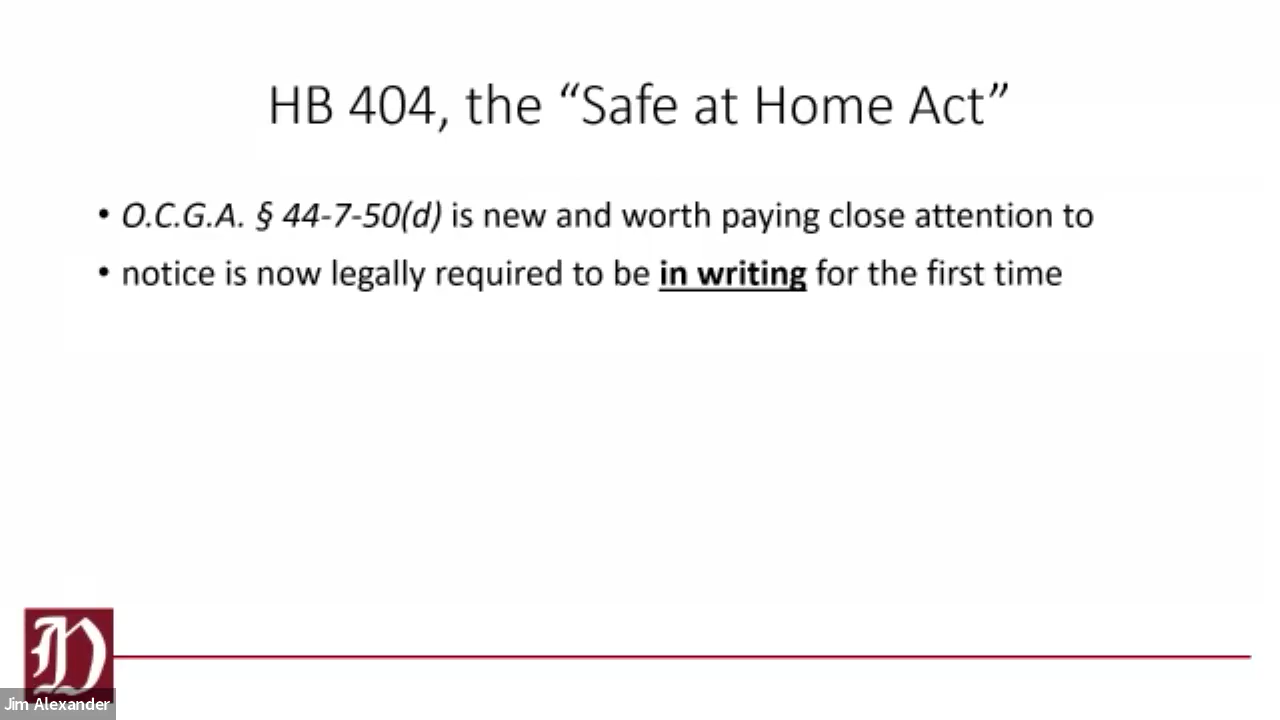 HB 404, the “Safe at Home Act”
• O.C.G.A. § 44-7-50(d) is new and worth paying close attention to
• notice is now legally required to be in writing for the first time
D
Jim Alexander